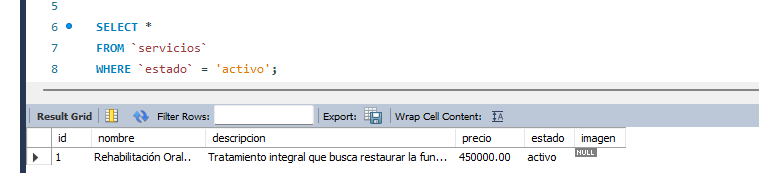 5
6 SELECT *
7 FROM `servicios`
8 WHERE `estado` = 'activo';
Result Grid Filter Rows: Export: Wrap Cell Content: IA
id nombre descripcion precio estado imagen
1 Rehabilitación Oral.. Tratamiento integral que busca restaurar la fun... 450000.00 activo NULL